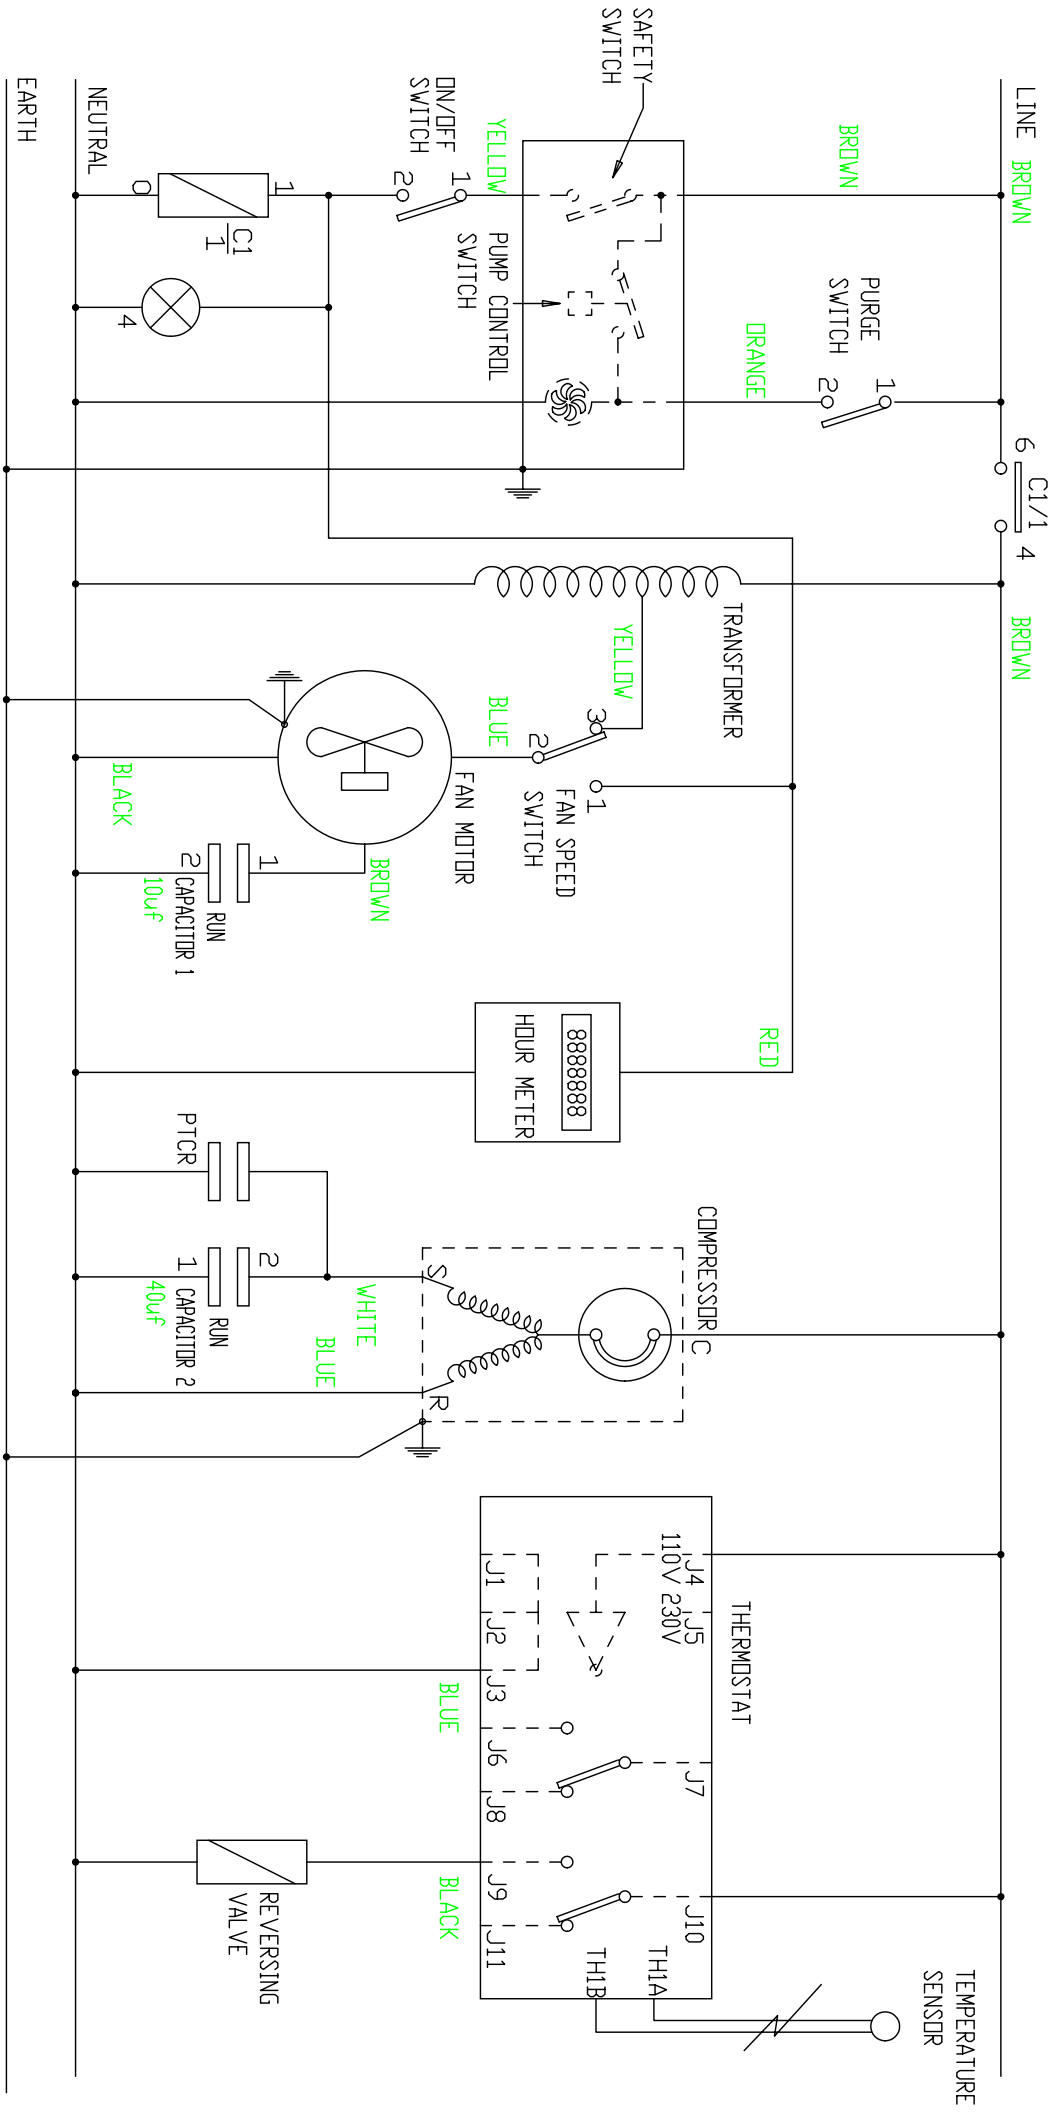 LINE
BROWN
6
C1/1
4
BROWN
BROWN
PURGE
SWITCH
1
2
ORANGE
SAFETY
SWITCH
PUMP CONTROL
SWITCH
YELLOW
ON/OFF
SWITCH
1
2
C1
1
1
0
4
NEUTRAL
EARTH
TRANSFORMER
YELLOW
3
2
1
FAN SPEED
SWITCH
BLUE
FAN MOTOR
BLACK
BROWN
1
2
RUN
CAPACITOR 1
10uf
RED
8888888
HOUR METER
PTCR
2
1
RUN
CAPACITOR 2
40uf
WHITE
BLUE
COMPRESSOR
C
S
R
THERMOSTAT
J4
J5
110V 230V
J7
J10
J1
J2
J3
J6
J8
J9
J11
TH1A
TH1B
BLUE
BLACK
REVERSING
VALVE
TEMPERATURE
SENSOR